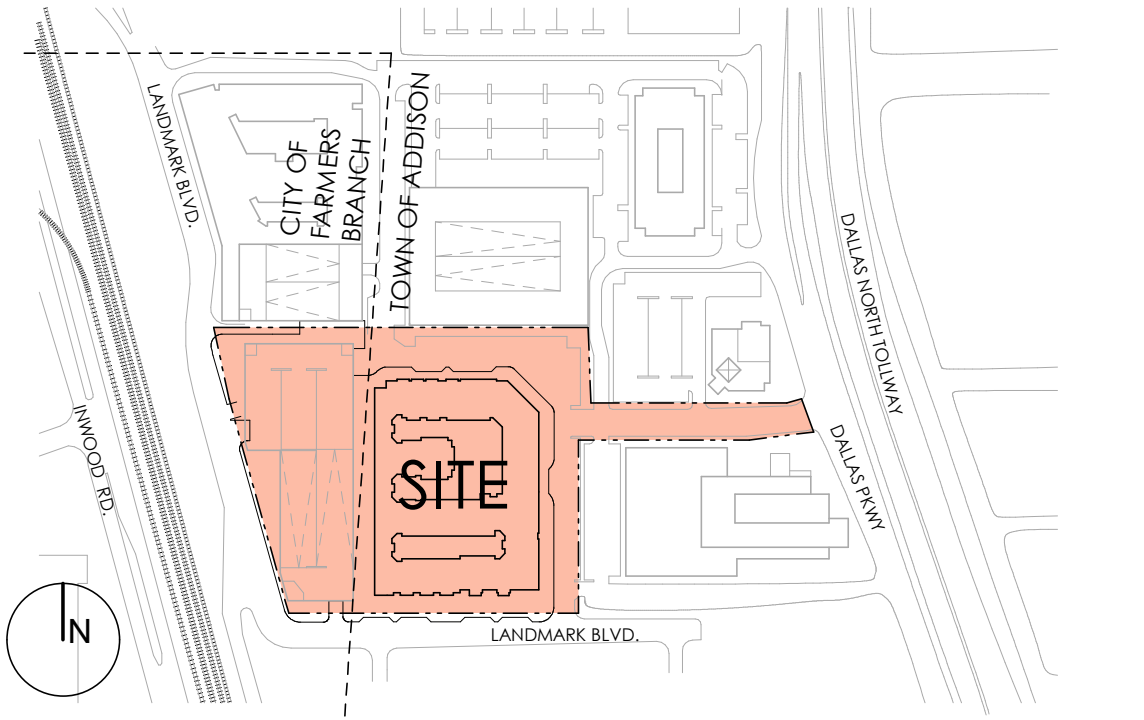 LANDMARK BLVD.
CITY OF
FARMERS
BRANCH
TOWN OF ADDISON
DALLAS NORTH TOLLWAY
INWOOD RD.
SITE
DALLAS PKWY
N
LANDMARK BLVD.